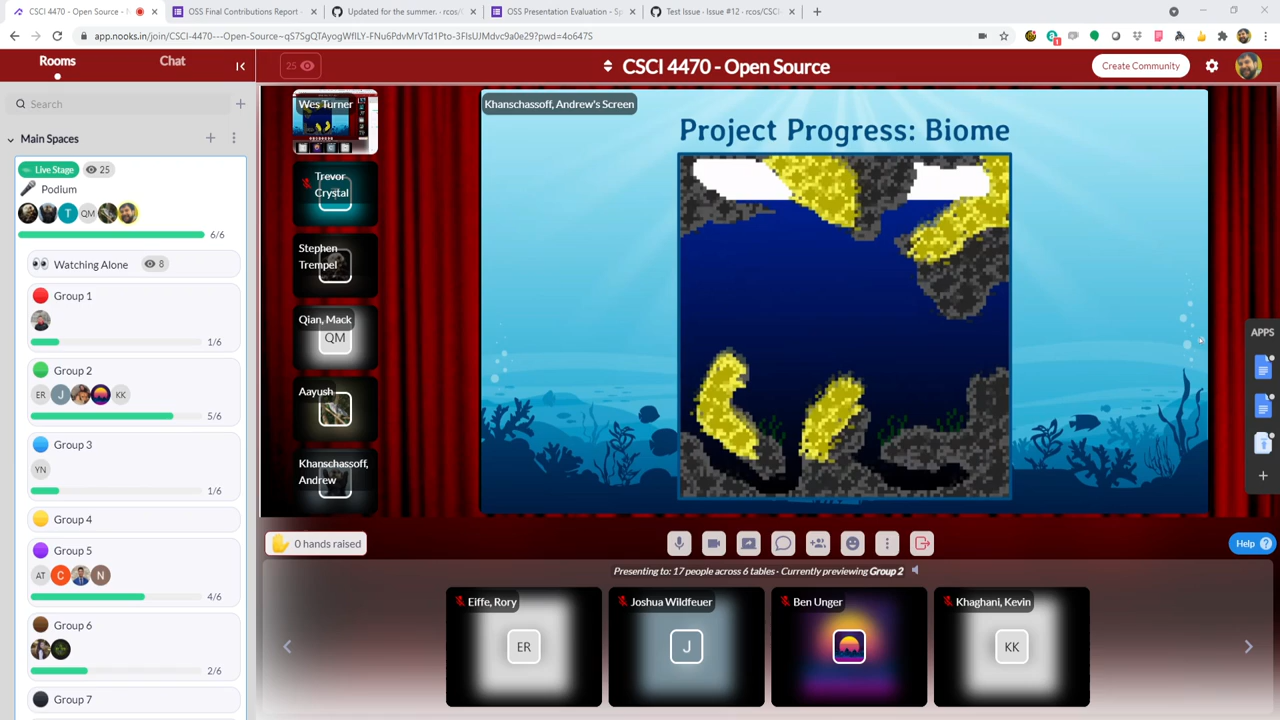 CSCI 4470 - Open Source - No
OSS Final Contributions Report -
Updated for the summer. · rcos/CS
OSS Presentation Evaluation - Sp
Test Issue · Issue #12 · rcos/CSCI
app.nooks.in/join/CSCI-4470---Open-Source~qS7SgQTAyogWfILY-FNu6PdvMrVTd1Pto-3FlsUJMdvc9a0e29?pwd=4o647S
Rooms
Chat
25
CSCI 4470 - Open Source
Create Community
Search
Main Spaces
Live Stage
25
Podium
T
QM
6/6
Watching Alone
8
Group 1
1/6
Group 2
ER
J
KK
5/6
Group 3
YN
1/6
Group 4
Group 5
AT
C
N
4/6
Group 6
2/6
Group 7
Wes Turner
Trevor
Crystal
Stephen
Trempel
Qian, Mack
QM
Aayush
Khanschassoff,
Andrew
Khanschassoff, Andrew's Screen
Project Progress: Biome
APPS
0 hands raised
Help
Presenting to: 17 people across 6 tables · Currently previewing Group 2
Eiffe, Rory
ER
Joshua Wildfeuer
J
Ben Unger
Khaghani, Kevin
KK